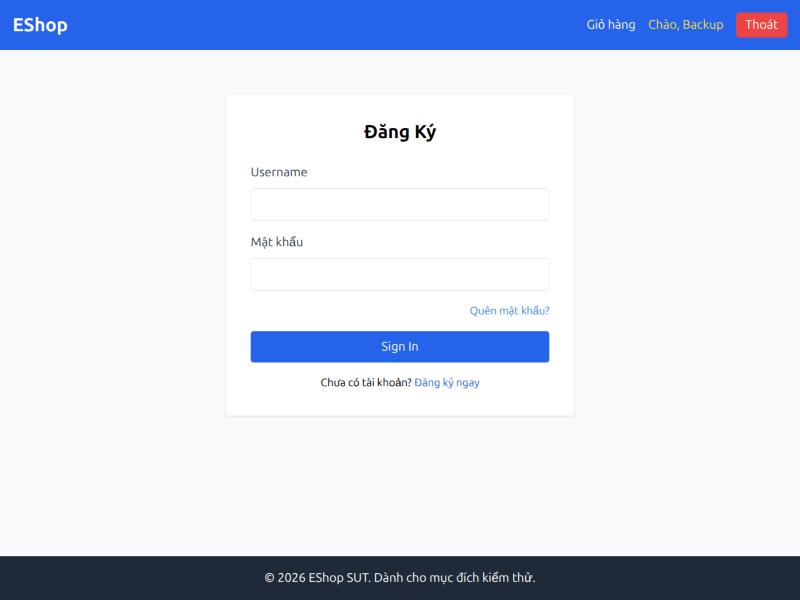 EShop
Giỏ hàng
Chào, Backup
Thoát
Đăng Ký
Username
Mật khẩu
Quên mật khẩu?
Sign In
Chưa có tài khoản? Đăng ký ngay
© 2026 EShop SUT. Dành cho mục đích kiểm thử.